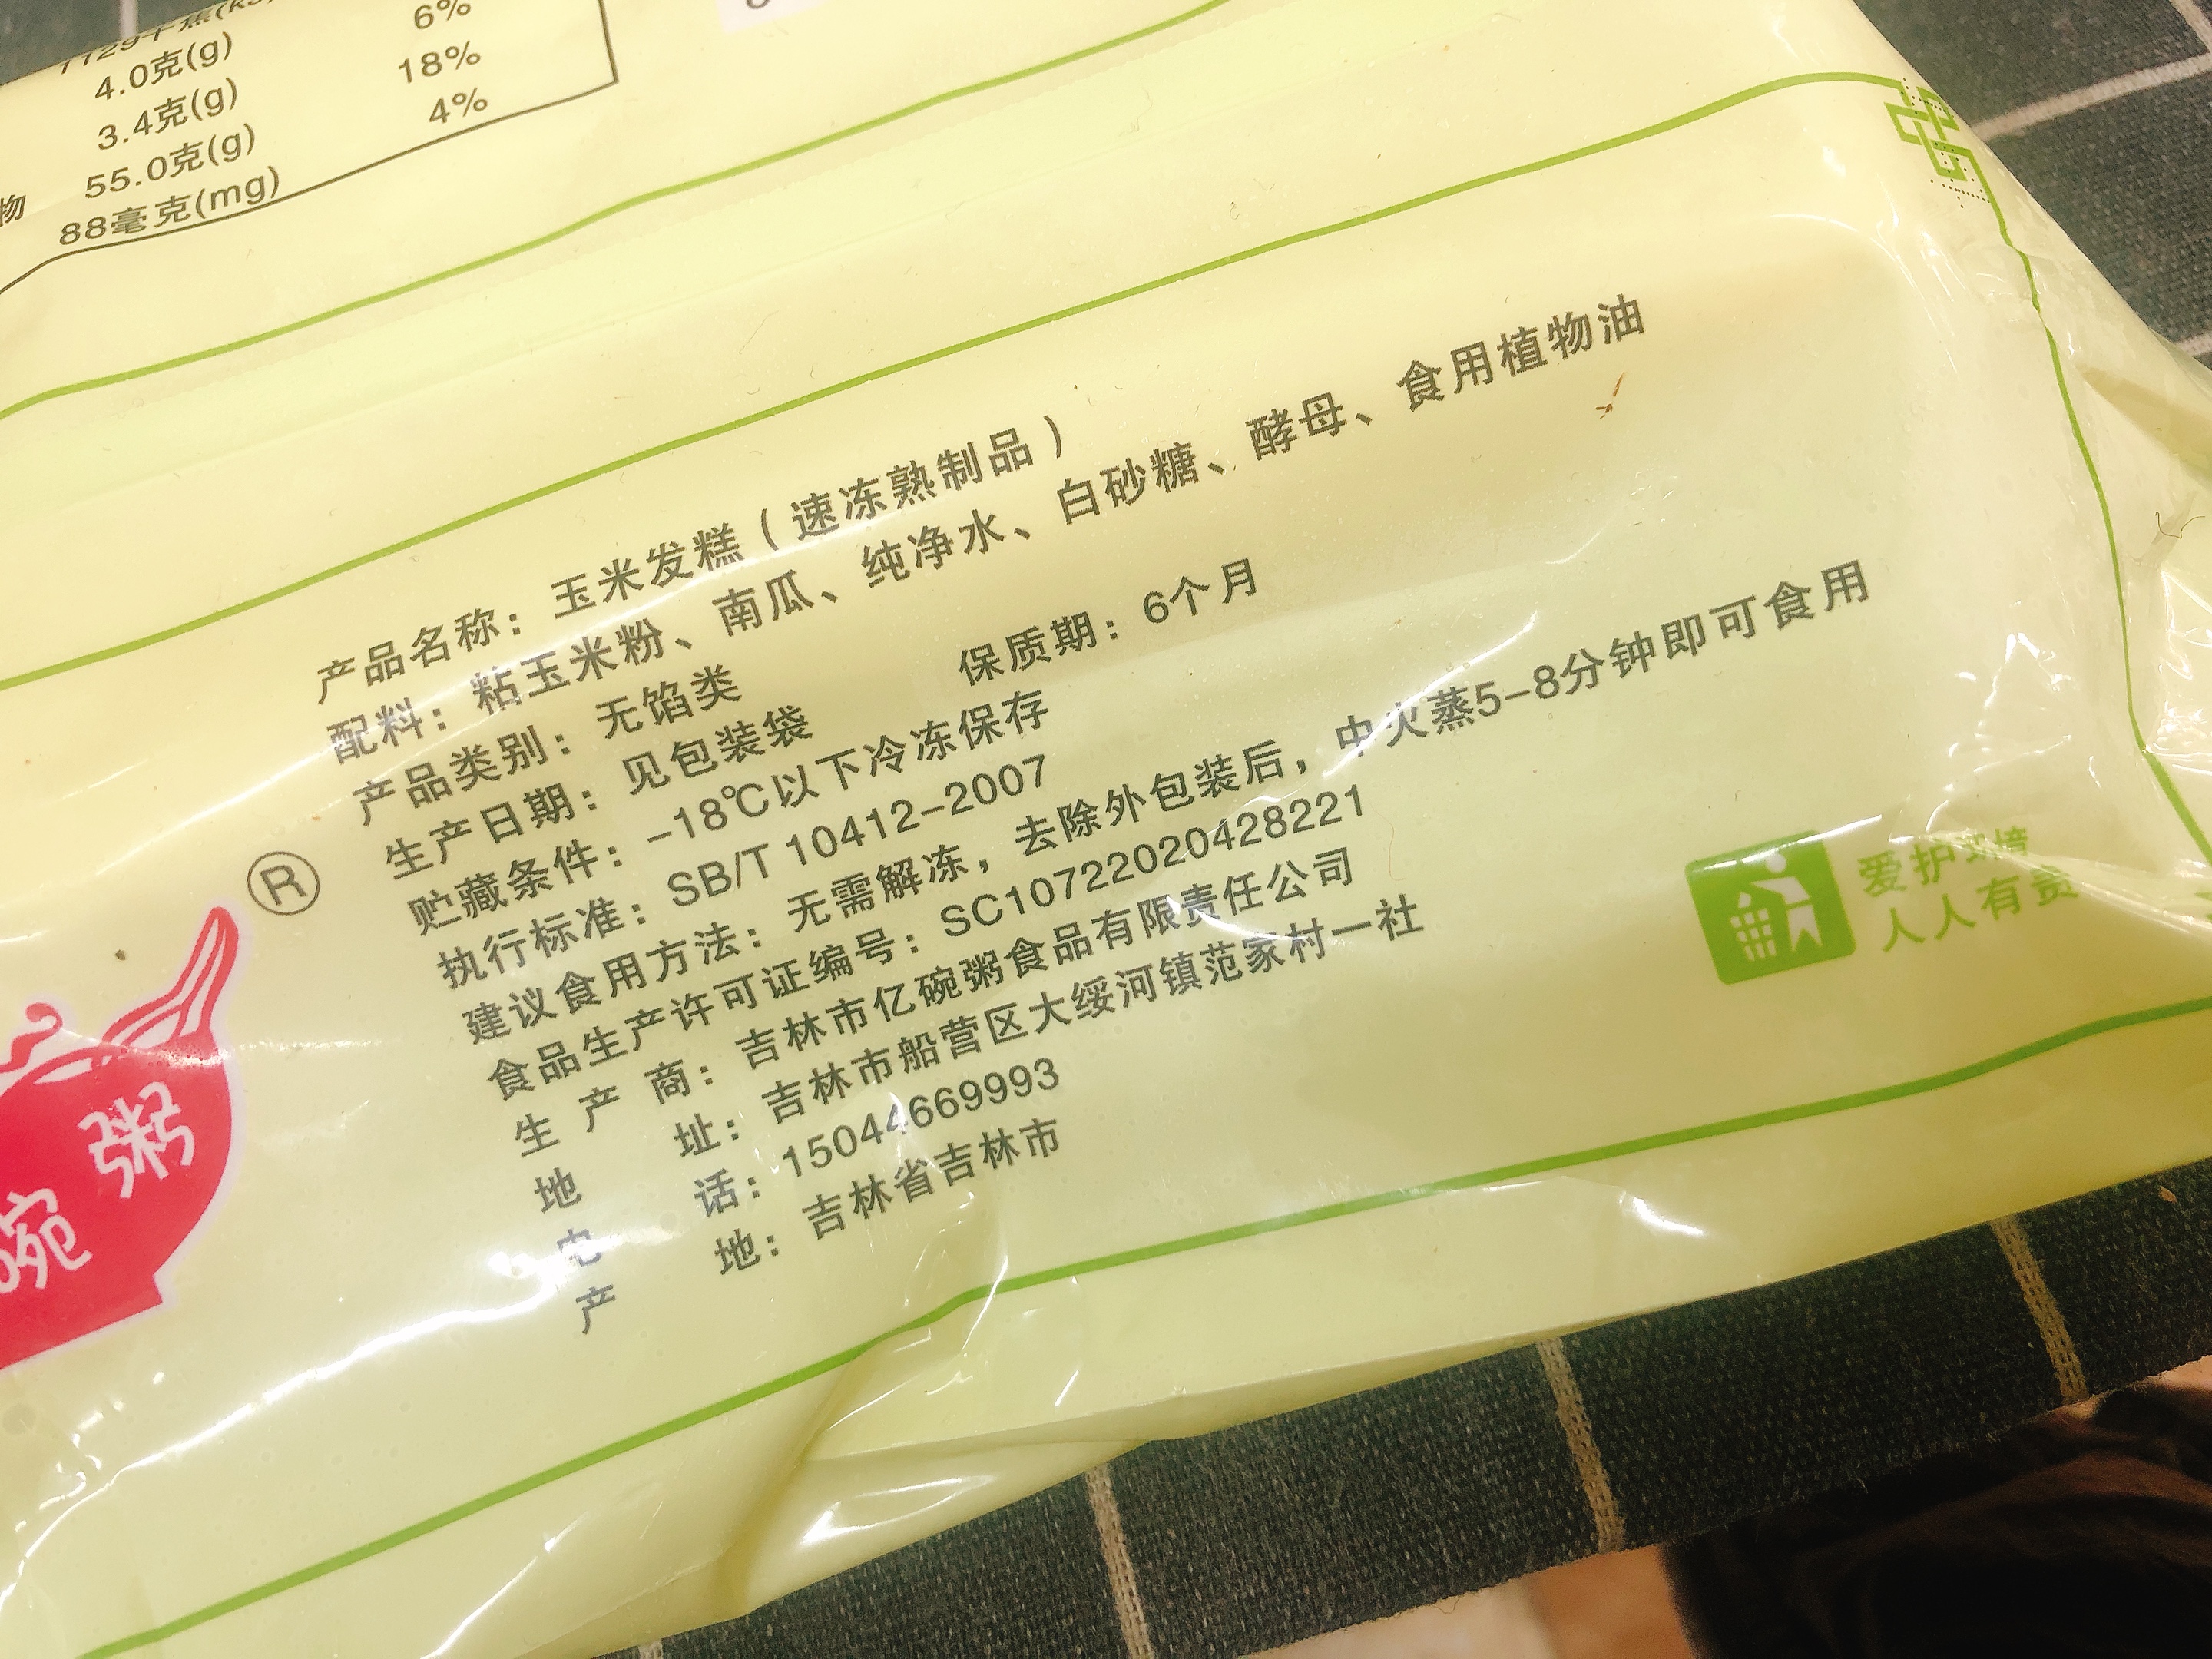 6%
4.0克(g) 18%
3.4克(g) 4%
55.0克(g)
物 88毫克(mg)
产品名称：玉米发糕（速冻熟制品）
配料：粘玉米粉、南瓜、纯净水、白砂糖、酵母、食用植物油
产品类别：无馅类 保质期：6个月
生产日期：见包装袋
贮藏条件：-18℃以下冷冻保存
执行标准：SB/T 10412-2007
建议食用方法：无需解冻，去除外包装后，中火蒸5-8分钟即可食用
食品生产许可证编号：SC10722020428221
生产商：吉林市亿碗粥食品有限责任公司
地址：吉林市船营区大绥河镇范家村一社
电话：15044669993
产地：吉林省吉林市
®
碗粥
爱护环境
人人有责